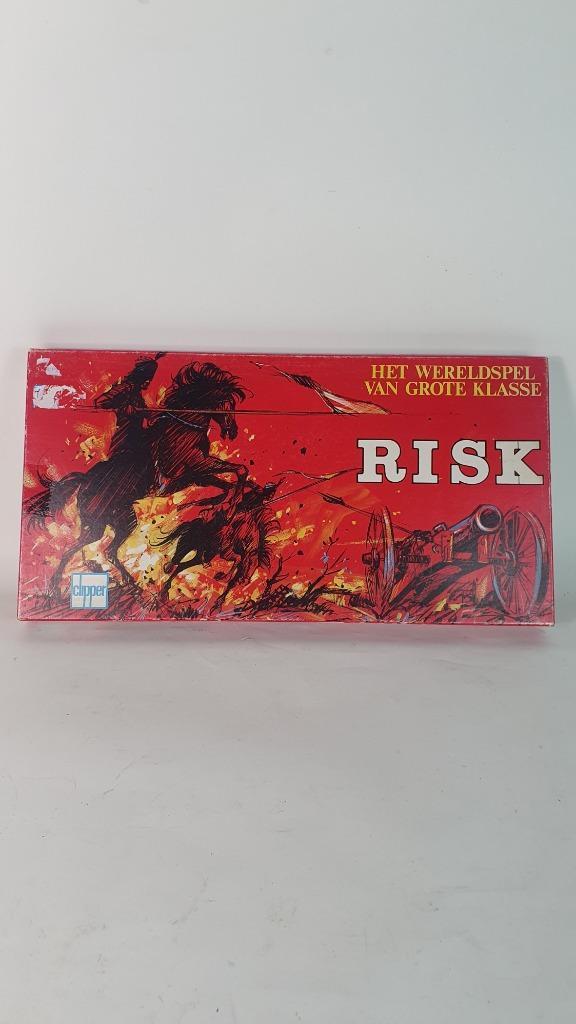 HET WERELDSPEL
VAN GROTE KLASSE
RISK
clipper